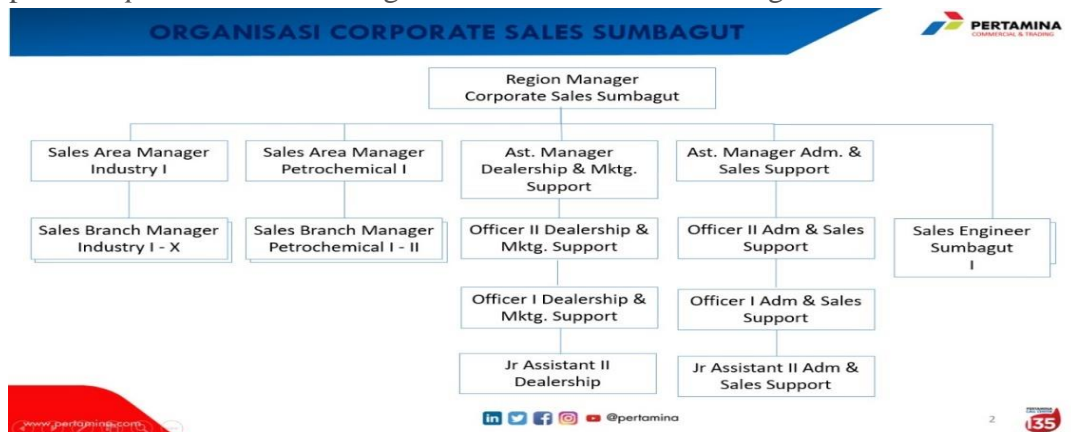 ORGANISASI CORPORATE SALES SUMBAGUT
PERTAMINA
COMMERCIAL & TRADING
Region Manager
Corporate Sales Sumbagut
Sales Area Manager
Industry I
Sales Area Manager
Petrochemical I
Ast. Manager
Dealership & Mktg.
Support
Ast. Manager Adm. &
Sales Support
Sales Branch Manager
Industry I - X
Sales Branch Manager
Petrochemical I - II
Officer II Dealership &
Mktg. Support
Officer II Adm & Sales
Support
Sales Engineer
Sumbagut
I
Officer I Dealership &
Mktg. Support
Officer I Adm & Sales
Support
Jr Assistant II
Dealership
Jr Assistant II Adm &
Sales Support
www.pertamina.com
@pertamina
2
135